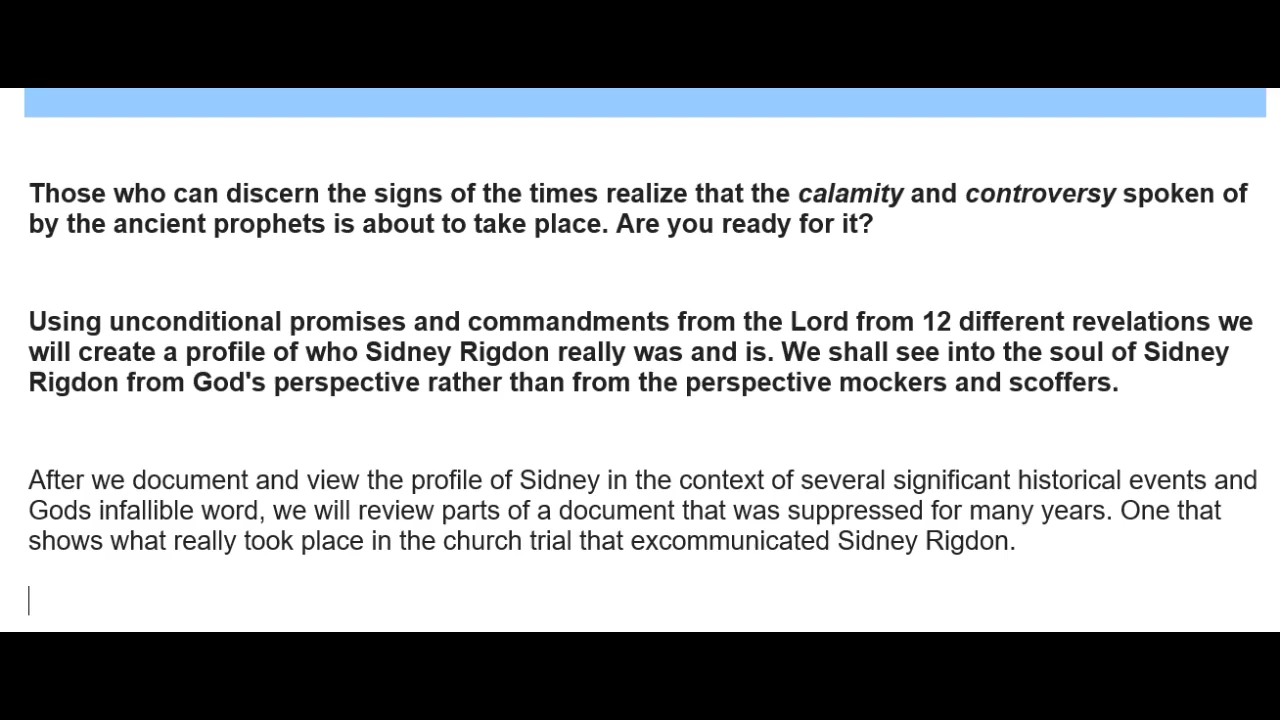 Those who can discern the signs of the times realize that the calamity and controversy spoken of
by the ancient prophets is about to take place. Are you ready for it?
Using unconditional promises and commandments from the Lord from 12 different revelations we
will create a profile of who Sidney Rigdon really was and is. We shall see into the soul of Sidney
Rigdon from God's perspective rather than from the perspective mockers and scoffers.
After we document and view the profile of Sidney in the context of several significant historical events and
Gods infallible word, we will review parts of a document that was suppressed for many years. One that
shows what really took place in the church trial that excommunicated Sidney Rigdon.